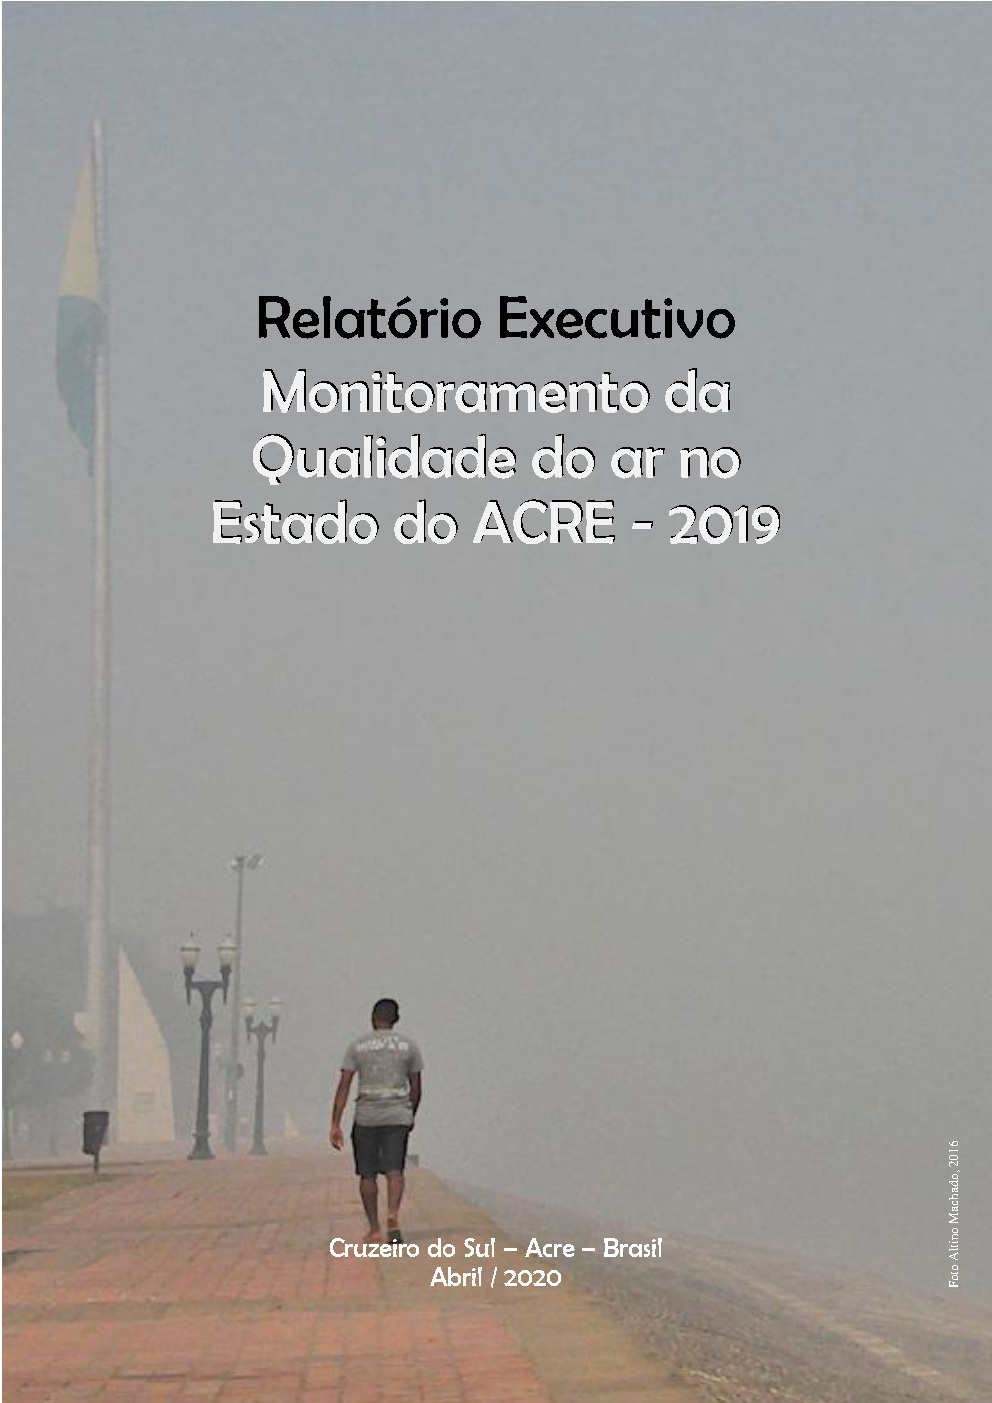 Relatório Executivo
Monitoramento da
Qualidade do ar no
Estado do ACRE - 2019
Foto Altino Machado, 2016
Cruzeiro do Sul – Acre – Brasil
Abril / 2020